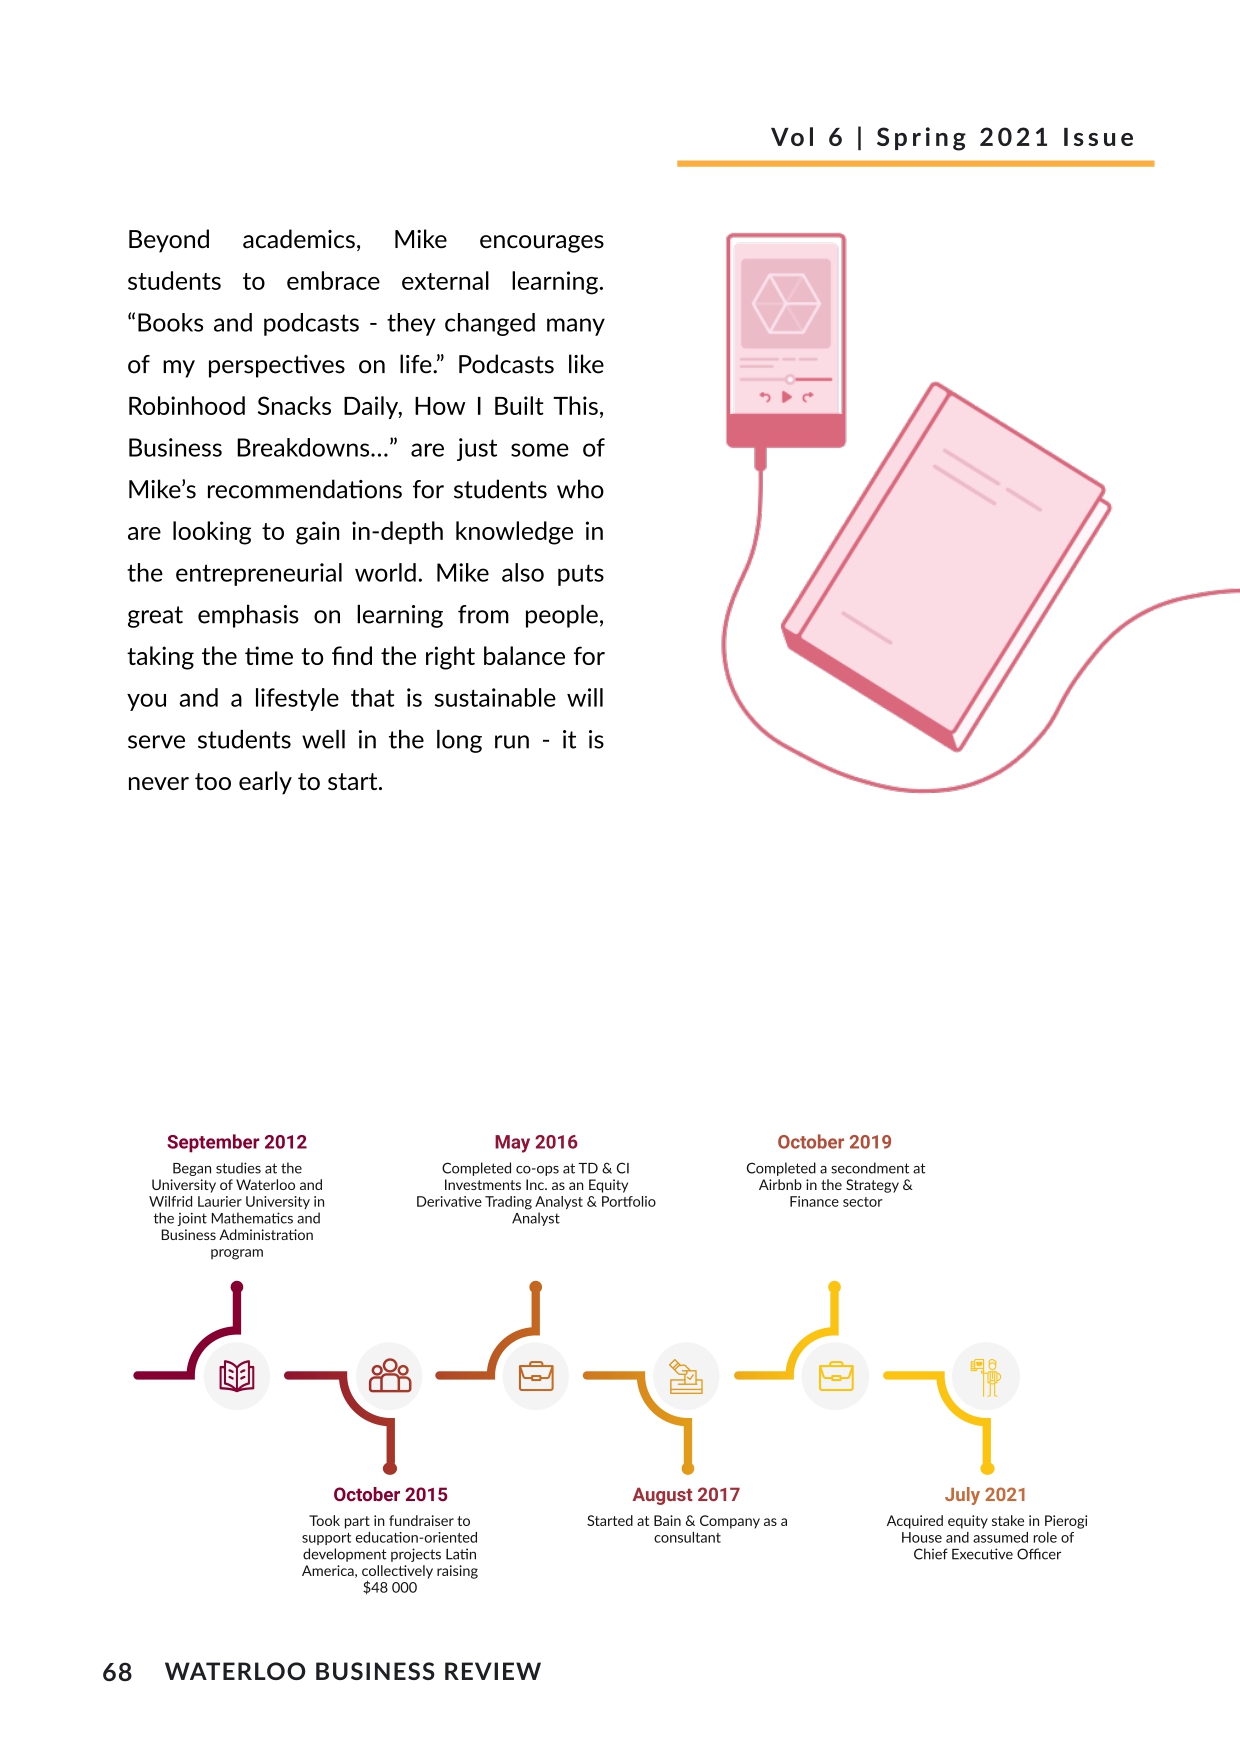 Vol 6 | Spring 2021 Issue
Beyond academics, Mike encourages
students to embrace external learning.
“Books and podcasts - they changed many
of my perspectives on life.” Podcasts like
Robinhood Snacks Daily, How I Built This,
Business Breakdowns...” are just some of
Mike’s recommendations for students who
are looking to gain in-depth knowledge in
the entrepreneurial world. Mike also puts
great emphasis on learning from people,
taking the time to find the right balance for
you and a lifestyle that is sustainable will
serve students well in the long run - it is
never too early to start.
September 2012
Began studies at the
University of Waterloo and
Wilfrid Laurier University in
the joint Mathematics and
Business Administration
program
October 2015
Took part in fundraiser to
support education-oriented
development projects Latin
America, collectively raising
$48 000
May 2016
Completed co-ops at TD & CI
Investments Inc. as an Equity
Derivative Trading Analyst & Portfolio
Analyst
August 2017
Started at Bain & Company as a
consultant
October 2019
Completed a secondment at
Airbnb in the Strategy &
Finance sector
July 2021
Acquired equity stake in Pierogi
House and assumed role of
Chief Executive Officer
68 WATERLOO BUSINESS REVIEW